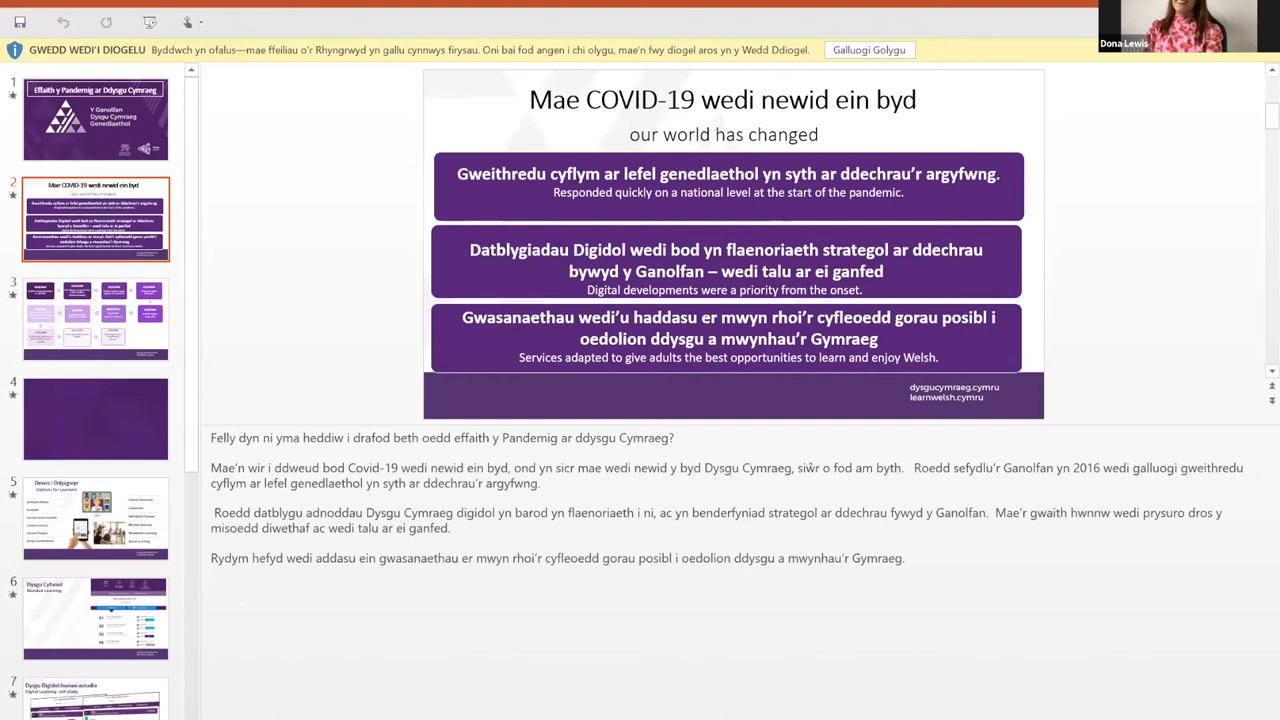 GWEDD WEDI'I DIOGELU Byddwch yn ofalus—mae ffeiliau o'r Rhyngrwyd yn gallu cynnwys firysau. Oni bai fod angen i chi olygu, mae'n fwy diogel aros yn y Wedd Ddiogel. Galluogi Golygu
Dona Lewis
1
Effaith y Pandemig ar Ddysgu Cymraeg
Y Ganolfan
Dysgu Cymraeg
Genedlaethol
2
Mae COVID-19 wedi newid ein byd
our world has changed
3
4
5
Dewis i Ddysgwyr
Options for Learners
6
Dysgu Cyfunol
Blended Learning
7
Dysgu Digidol:hunan-astudio
Digital Learning: self study
Mae COVID-19 wedi newid ein byd
our world has changed
Gweithredu cyflym ar lefel genedlaethol yn syth ar ddechrau'r argyfwng.
Responded quickly on a national level at the start of the pandemic.
Datblygiadau Digidol wedi bod yn flaenoriaeth strategol ar ddechrau
bywyd y Ganolfan – wedi talu ar ei ganfed
Digital developments were a priority from the onset.
Gwasanaethau wedi'u haddasu er mwyn rhoi'r cyfleoedd gorau posibl i
oedolion ddysgu a mwynhau'r Gymraeg
Services adapted to give adults the best opportunities to learn and enjoy Welsh.
dysgucymraeg.cymru
learnwelsh.cymru
Felly dyn ni yma heddiw i drafod beth oedd effaith y Pandemig ar ddysgu Cymraeg?
Mae'n wir i ddweud bod Covid-19 wedi newid ein byd, ond yn sicr mae wedi newid y byd Dysgu Cymraeg, siŵr o fod am byth. Roedd sefydlu'r Ganolfan yn 2016 wedi galluogi gweithredu
cyflym ar lefel genedlaethol yn syth ar ddechrau'r argyfwng.
Roedd datblygu adnoddau Dysgu Cymraeg digidol yn barod yn flaenoriaeth i ni, ac yn benderfyniad strategol ar ddechrau fywyd y Ganolfan. Mae'r gwaith hwnnw wedi prysuro dros y
misoedd diwethaf ac wedi talu ar ei ganfed.
Rydym hefyd wedi addasu ein gwasanaethau er mwyn rhoi'r cyfleoedd gorau posibl i oedolion ddysgu a mwynhau'r Gymraeg.